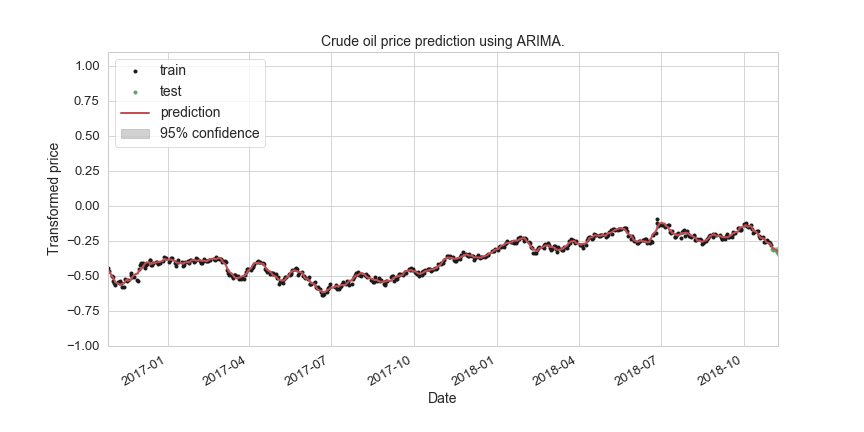 Crude oil price prediction using ARIMA.
train
test
prediction
95% confidence
Transformed price
1.00
0.75
0.50
0.25
0.00
−0.25
−0.50
−0.75
−1.00
2017-01
2017-04
2017-07
2017-10
2018-01
2018-04
2018-07
2018-10
Date